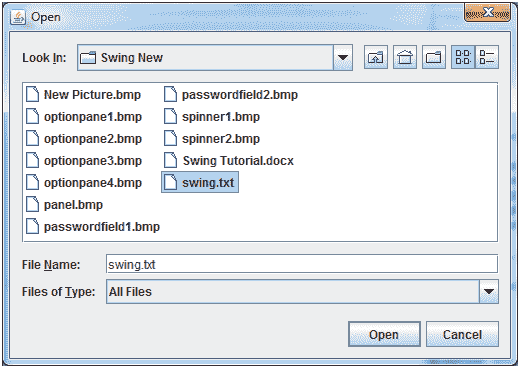 Open
Look In: Swing New
New Picture.bmp passwordfield2.bmp
optionpane1.bmp spinner1.bmp
optionpane2.bmp spinner2.bmp
optionpane3.bmp Swing Tutorial.docx
optionpane4.bmp swing.txt
panel.bmp
passwordfield1.bmp
File Name: swing.txt
Files of Type: All Files
Open Cancel